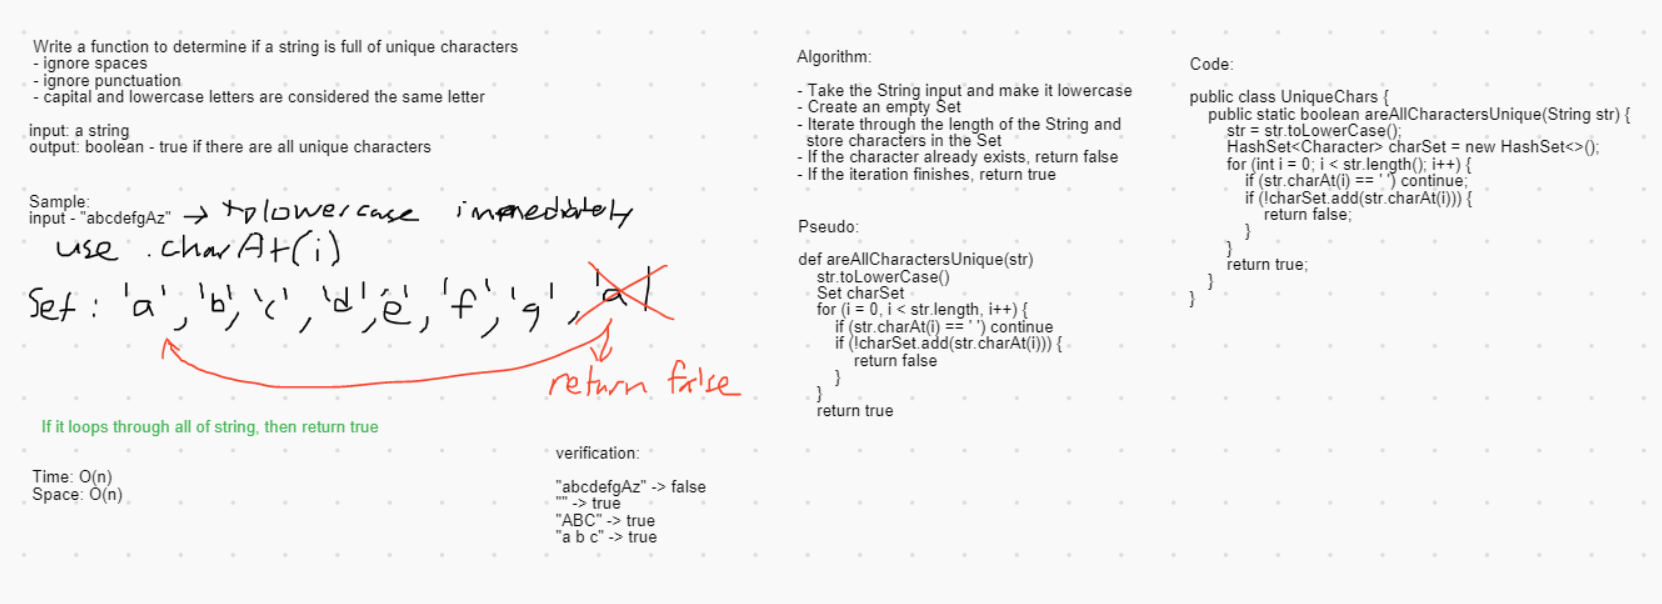 Write a function to determine if a string is full of unique characters
- ignore spaces
- ignore punctuation
- capital and lowercase letters are considered the same letter
input: a string
output: boolean - true if there are all unique characters
Sample:
input - "abcdefgAz" → tolowercase immediately
use .charAt(i)
Set: 'a', 'b', 'c', 'd', 'e', 'f', 'g', 'a'
return false
If it loops through all of string, then return true
Time: O(n)
Space: O(n)
verification:
"abcdefgAz" -> false
"" -> true
"ABC" -> true
"a b c" -> true
Algorithm:
- Take the String input and make it lowercase
- Create an empty Set
- Iterate through the length of the String and
store characters in the Set
- If the character already exists, return false
- If the iteration finishes, return true
Pseudo:
def areAllCharactersUnique(str)
str.toLowerCase()
Set charSet
for (i = 0, i < str.length, i++) {
if (str.charAt(i) == ' ') continue
if (!charSet.add(str.charAt(i))) {
return false
}
}
return true
Code:
public class UniqueChars {
public static boolean areAllCharactersUnique(String str) {
str = str.toLowerCase();
HashSet<Character> charSet = new HashSet<>();
for (int i = 0; i < str.length(); i++) {
if (str.charAt(i) == ' ') continue;
if (!charSet.add(str.charAt(i))) {
return false;
}
}
return true;
}
}